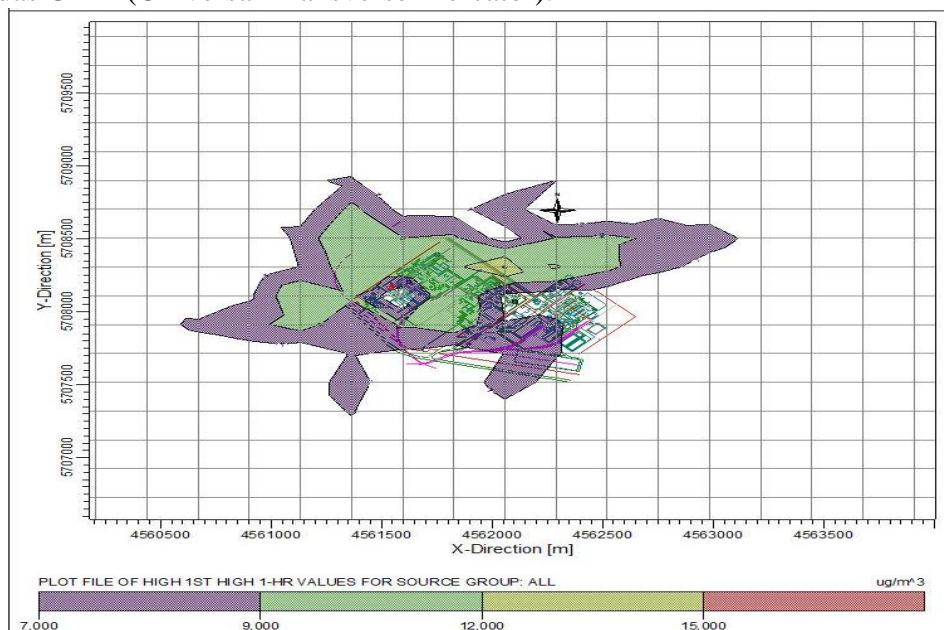 5709500
5709000
5708500
5708000
5707500
5707000
Y-Direction [m]
4560500 4561000 4561500 4562000 4562500 4563000 4563500
X-Direction [m]
PLOT FILE OF HIGH 1ST HIGH 1-HR VALUES FOR SOURCE GROUP: ALL ug/m^3
7.000 9.000 12.000 15.000